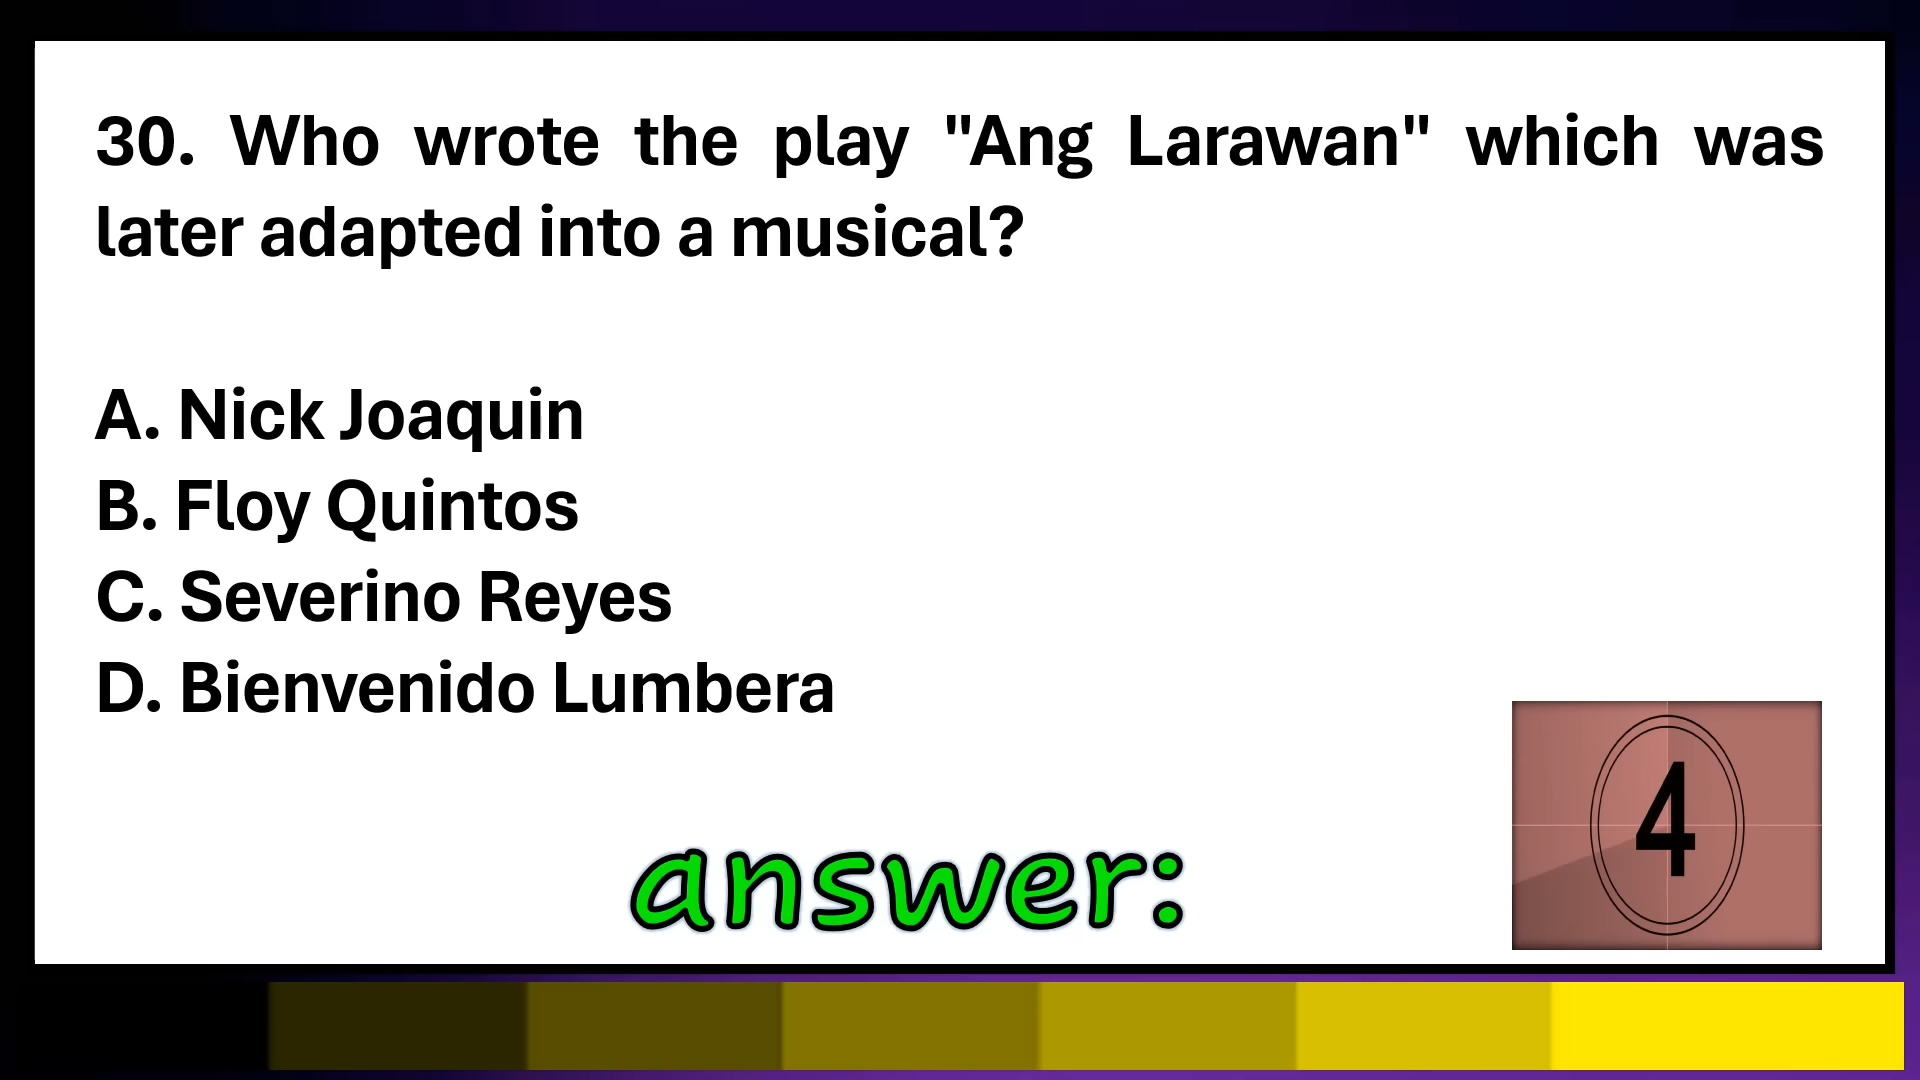 30. Who wrote the play "Ang Larawan" which was
later adapted into a musical?
A. Nick Joaquin
B. Floy Quintos
C. Severino Reyes
D. Bienvenido Lumbera
answer:
4